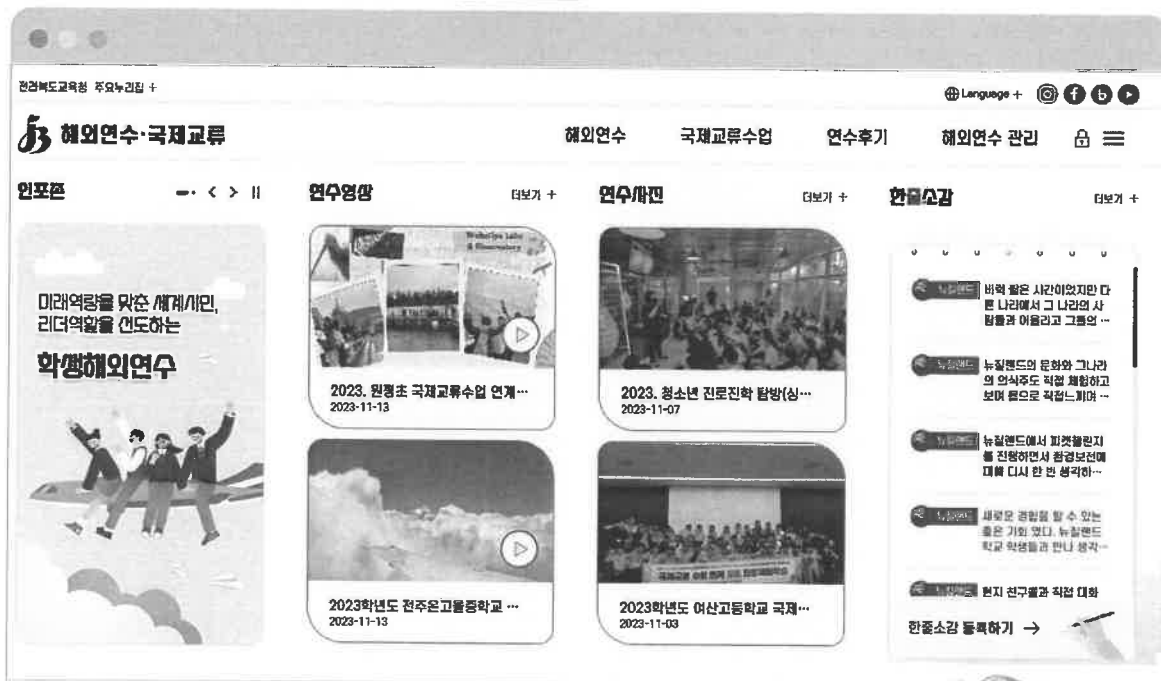 전라북도교육청 주요누리집 +
Language +
해외연수·국제교류
해외연수 국제교류수업 연수후기 해외연수 관리
인포존
미래역량을 갖춘 세계시민,
리더역할을 선도하는
학생해외연수
연수영상 더보기 +
2023. 원정초 국제교류수업 연계…
2023-11-13
2023학년도 전주온고을중학교 …
2023-11-13
연수사진 더보기 +
2023. 청소년 진로진학 탐방(싱…
2023-11-07
2023학년도 여산고등학교 국제…
2023-11-03
한줄소감 더보기 +
뉴질랜드
비력 짧은 시간이었지만 다
른 나라에서 그 나라의 사
람들과 어울리고 그들의 …
뉴질랜드
뉴질랜드의 문화와 그나라
의 의식주도 직접 체험하고
보며 몸으로 직접느끼며 …
뉴질랜드
뉴질랜드에서 피켓챌린지
를 진행하면서 환경보전에
대해 다시 한 번 생각하…
뉴질랜드
새로운 경험을 할 수 있는
좋은 기회 였다. 뉴질랜드
학교 학생들과 만나 생각…
뉴질랜드
현지 친구들과 직접 대화
한줄소감 등록하기 →